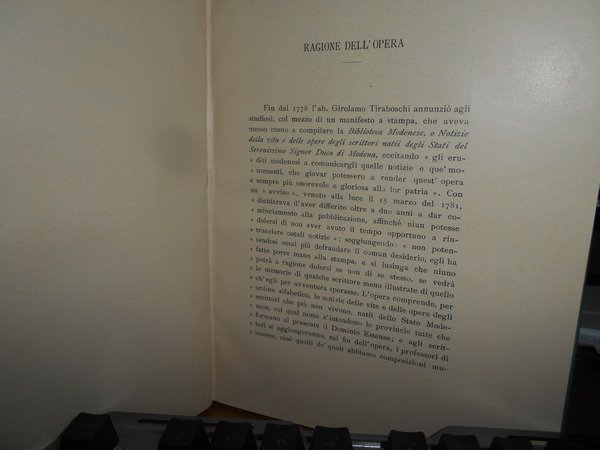 RAGIONE DELL'OPERA
Fin dal 1778 l'ab. Girolamo Tiraboschi annunziò agli
studiosi, col mezzo di un manifesto a stampa, che aveva
messo mano a compilare la Biblioteca Modenese, o Notizie
della vita e delle opere degli scrittori natii dagli Stati del
Serenissimo Signor Duca di Modena, eccitando « gli eru-
« diti modenesi a comunicargli quelle notizie e que' mo-
« numenti, che giovar potessero a render quest' opera
« sempre più onorevole e gloriosa alla lor patria ». Con
un « avviso », venuto alla luce il 15 marzo del 1781,
« dichiarava d'aver differito oltre a due anni a dar co-
« minciamento alla pubblicazione, affinchè niun potesse
« dolersi di non aver avuto il tempo opportuno a rin-
« tracciare cotali notizie »; soggiungendo: « non poten-
« tendosi omai più defraudare il comun desiderio, egli ha
« fatto porre mano alla stampa, e si lusinga che niuno
« potrà a ragione dolersi se non di se stesso, se vedrà
« le memorie di qualche scrittore meno illustrate di quello
« ch'egli per avventura sperasse. L'opera comprende, per
« ordine alfabetico, le notizie delle vite e delle opere degli
« scrittori che più non vivono, natii dello Stato Mode-
« nese, col qual nome s'intendono le provincie tutte che
« formano al presente il Dominio Estense; e agli scrit-
« tori si aggiungeranno, sul fin dell'opera, i professori di
« musica, cioè quelli de' quali abbiamo composizioni mu-